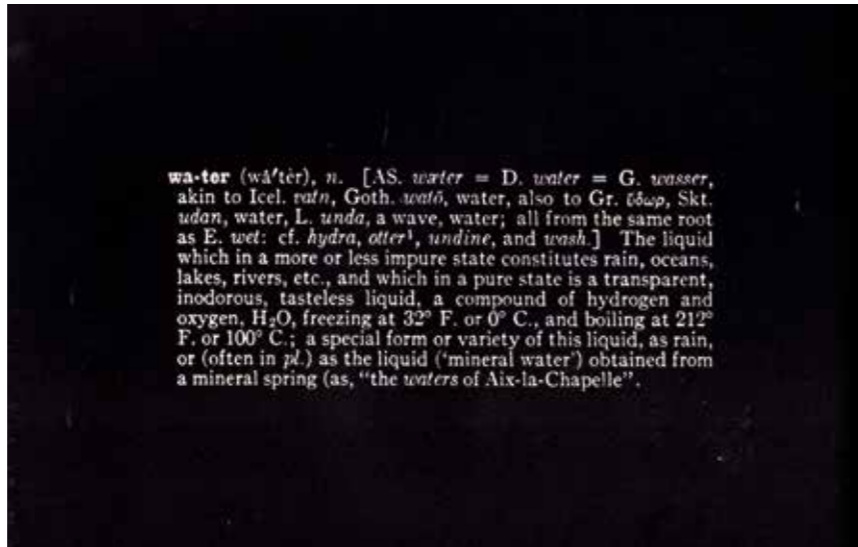 wa·ter (wâ′tėr), n. [AS. wæter = D. water = G. wasser,
akin to Icel. vatn, Goth. watō, water, also to Gr. ὕδωρ, Skt.
udan, water, L. unda, a wave, water; all from the same root
as E. wet: cf. hydra, otter¹, undine, and wash.] The liquid
which in a more or less impure state constitutes rain, oceans,
lakes, rivers, etc., and which in a pure state is a transparent,
inodorous, tasteless liquid, a compound of hydrogen and
oxygen, H₂O, freezing at 32° F. or 0° C., and boiling at 212°
F. or 100° C.; a special form or variety of this liquid, as rain,
or (often in pl.) as the liquid (‘mineral water’) obtained from
a mineral spring (as, “the waters of Aix-la-Chapelle”.